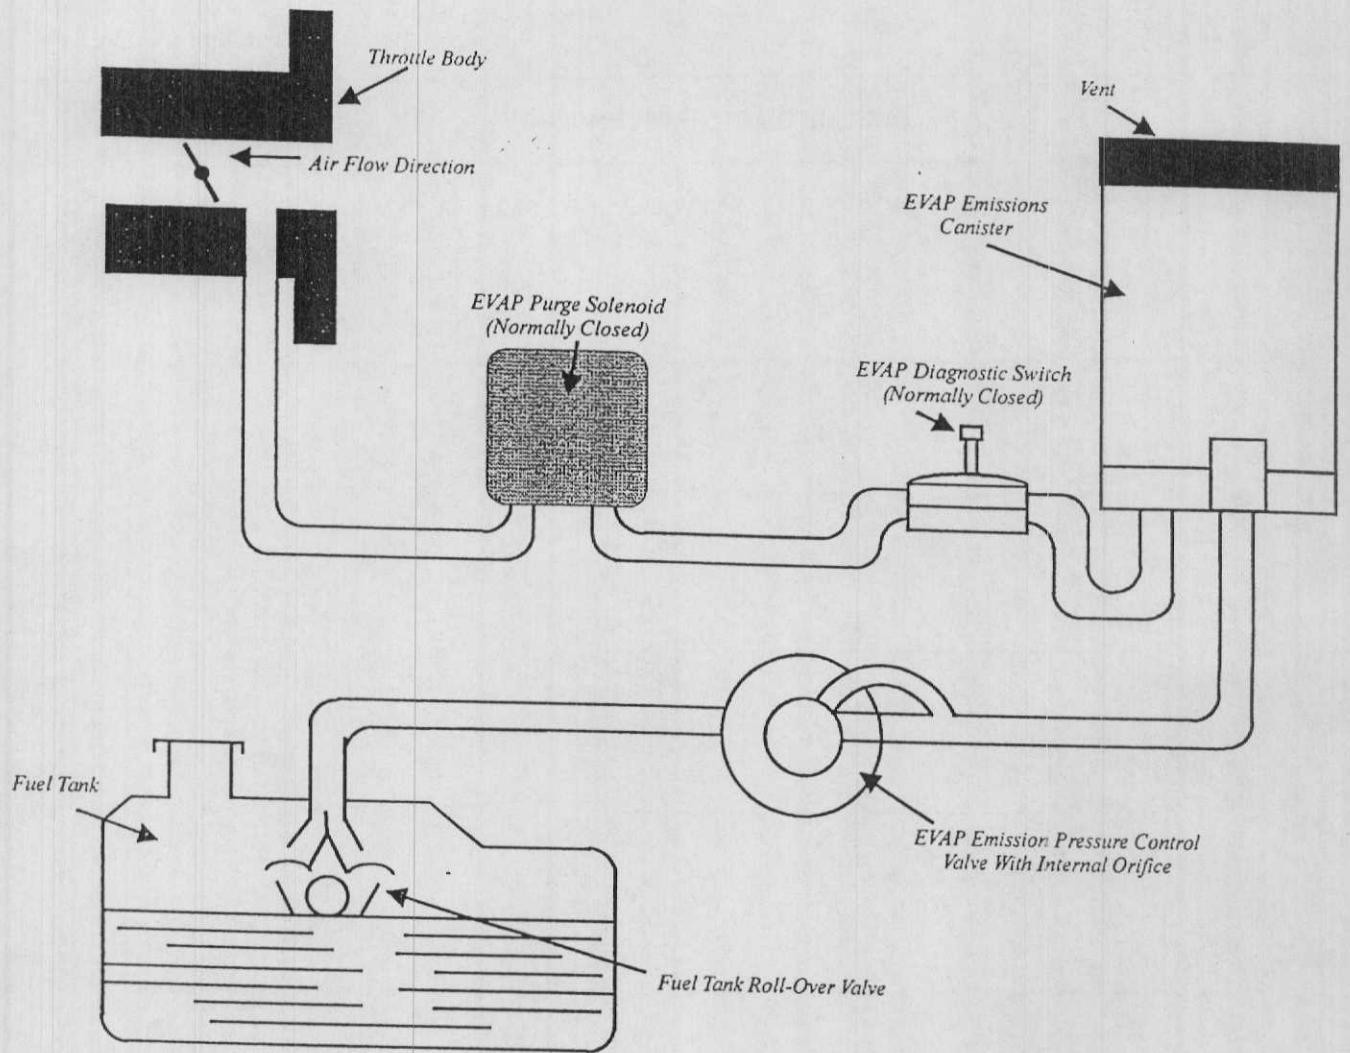 Throttle Body
Air Flow Direction
Vent
EVAP Emissions
Canister
EVAP Purge Solenoid
(Normally Closed)
EVAP Diagnostic Switch
(Normally Closed)
Fuel Tank
EVAP Emission Pressure Control
Valve With Internal Orifice
Fuel Tank Roll-Over Valve